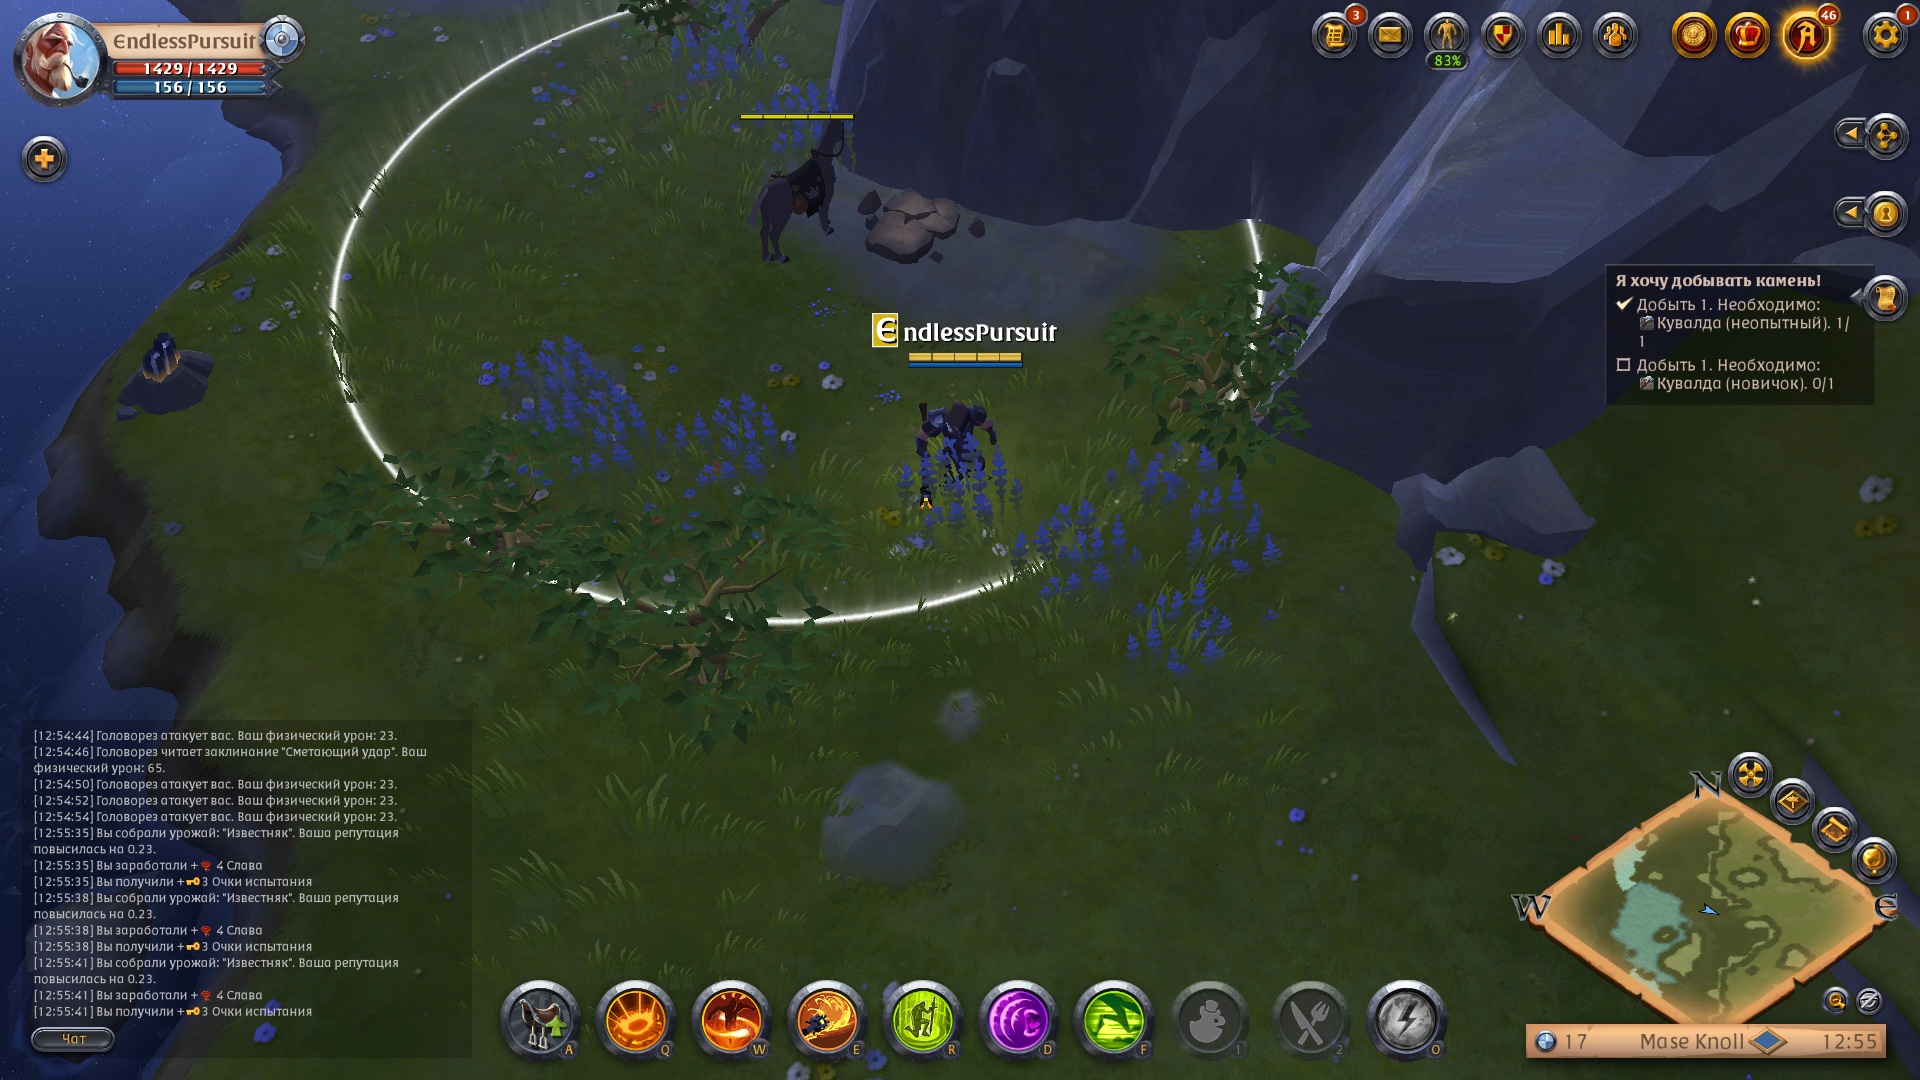 EndlessPursuit
1429 / 1429
156 / 156
3
83%
46
1
Я хочу добывать камень!
Добыть 1. Необходимо:
Кувалда (неопытный). 1/
1
Добыть 1. Необходимо:
Кувалда (новичок). 0/1
EndlessPursuit
[12:54:44] Головорез атакует вас. Ваш физический урон: 23.
[12:54:46] Головорез читает заклинание "Сметающий удар". Ваш
физический урон: 65.
[12:54:50] Головорез атакует вас. Ваш физический урон: 23.
[12:54:52] Головорез атакует вас. Ваш физический урон: 23.
[12:54:54] Головорез атакует вас. Ваш физический урон: 23.
[12:55:35] Вы собрали урожай: "Известняк". Ваша репутация
повысилась на 0.23.
[12:55:35] Вы заработали + 4 Слава
[12:55:35] Вы получили + 3 Очки испытания
[12:55:38] Вы собрали урожай: "Известняк". Ваша репутация
повысилась на 0.23.
[12:55:38] Вы заработали + 4 Слава
[12:55:38] Вы получили + 3 Очки испытания
[12:55:41] Вы собрали урожай: "Известняк". Ваша репутация
повысилась на 0.23.
[12:55:41] Вы заработали + 4 Слава
[12:55:41] Вы получили + 3 Очки испытания
Чат
A
Q
W
E
R
D
F
1
2
O
N
W
E
17 Mase Knoll 12:55